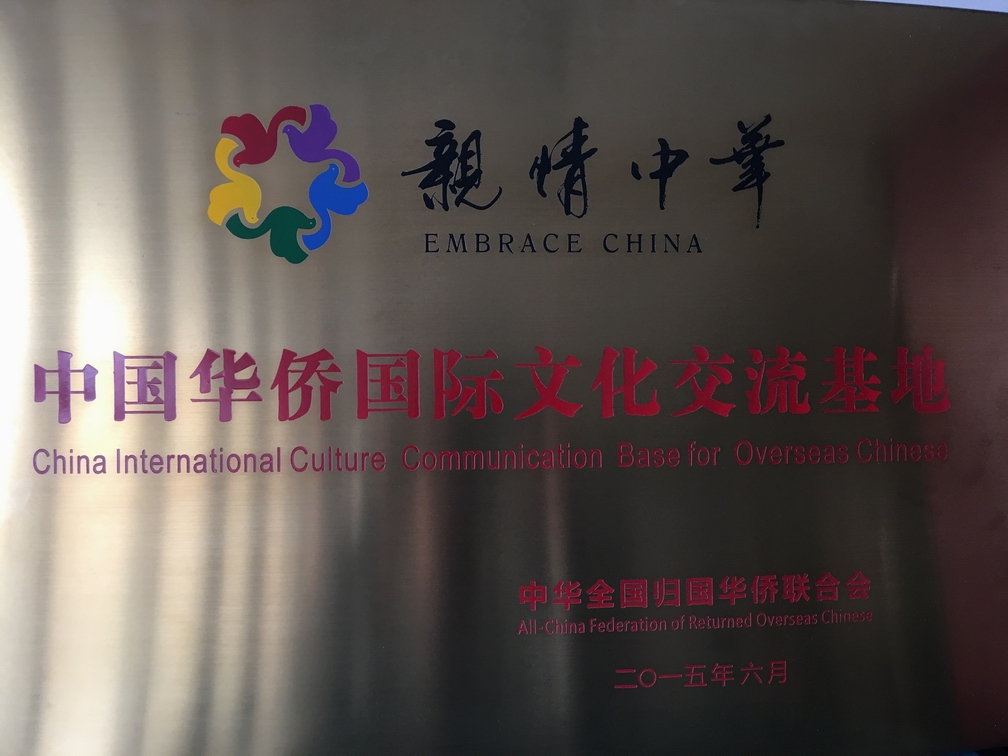 親情中華
EMBRACE CHINA
中国华侨国际文化交流基地
China International Culture Communication Base for Overseas Chinese
中华全国归国华侨联合会
All-China Federation of Returned Overseas Chinese
二〇一五年六月